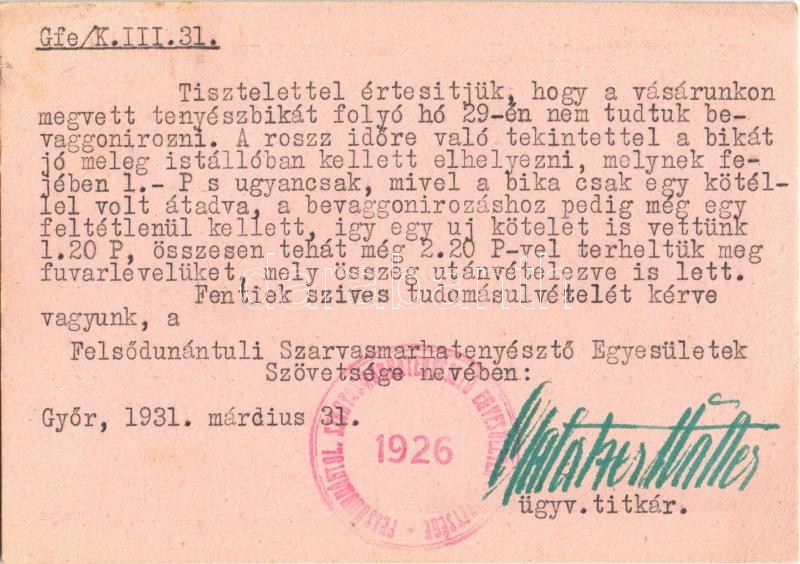 Gfe/K.III.31.
Tisztelettel értesitjük, hogy a vásárunkon
megvett tenyészbikát folyó hó 29-én nem tudtuk be-
vaggonirozni. A roszz időre való tekintettel a bikát
jó meleg istállóban kellett elhelyezni, melynek fe-
jében 1.- P s ugyancsak, mivel a bika csak egy kötél-
lel volt átadva, a bevaggonirozáshoz pedig még egy
feltétlenül kellett, igy egy uj kötelet is vettünk
1.20 P, összesen tehát még 2.20 P-vel terheltük meg
fuvarlevelüket, mely összeg utánvételezve is lett.
darabanth
Fentiek szives tudomásulvételét kérve
vagyunk, a
Felsődunántuli Szarvasmarhatenyésztő Egyesületek
Szövetsége nevében:
Győr, 1931. március 31.
1926
ügyv.titkár.